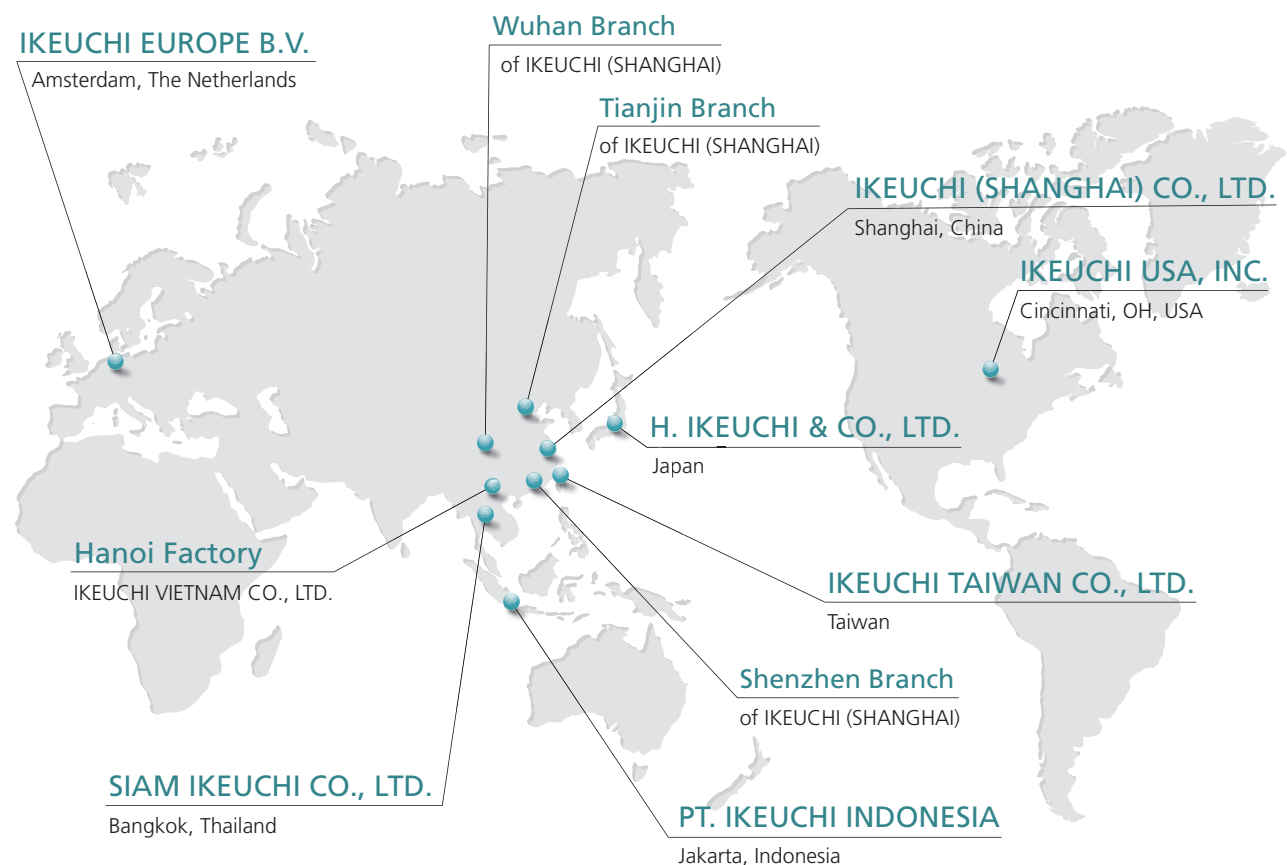 IKEUCHI EUROPE B.V.
Amsterdam, The Netherlands
Wuhan Branch
of IKEUCHI (SHANGHAI)
Tianjin Branch
of IKEUCHI (SHANGHAI)
IKEUCHI (SHANGHAI) CO., LTD.
Shanghai, China
IKEUCHI USA, INC.
Cincinnati, OH, USA
H. IKEUCHI & CO., LTD.
Japan
Hanoi Factory
IKEUCHI VIETNAM CO., LTD.
IKEUCHI TAIWAN CO., LTD.
Taiwan
Shenzhen Branch
of IKEUCHI (SHANGHAI)
SIAM IKEUCHI CO., LTD.
Bangkok, Thailand
PT. IKEUCHI INDONESIA
Jakarta, Indonesia